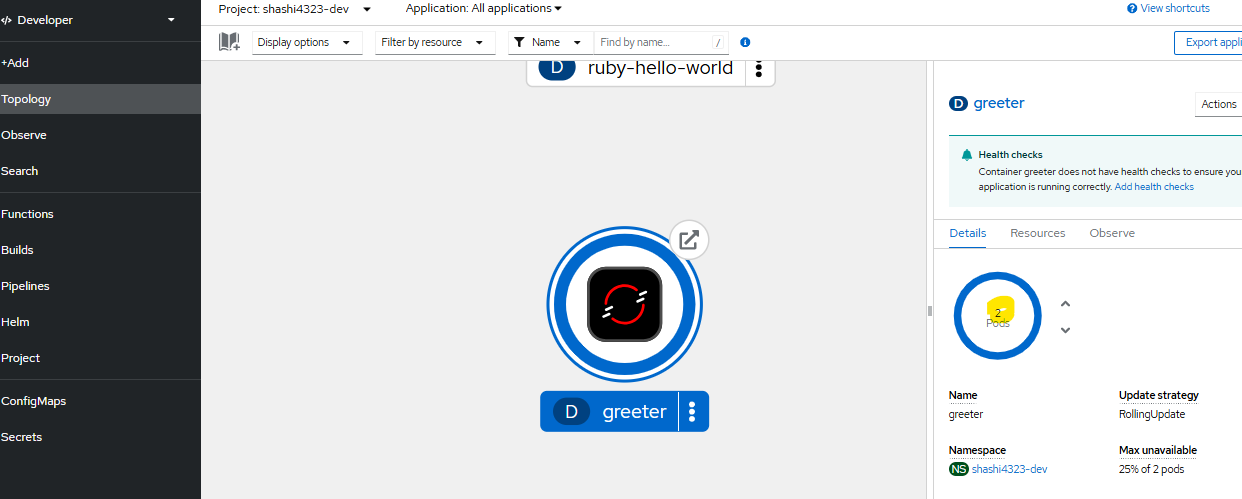 </> Developer
+Add
Topology
Observe
Search
Functions
Builds
Pipelines
Helm
Project
ConfigMaps
Secrets
Project: shashi4323-dev
Application: All applications
? View shortcuts
Display options
Filter by resource
Name
Find by name...
/
i
Export appli
D ruby-hello-world
D greeter
D greeter
Actions
Health checks
Container greeter does not have health checks to ensure you
application is running correctly. Add health checks
Details Resources Observe
2
Pods
Name
greeter
Update strategy
RollingUpdate
Namespace
NS shashi4323-dev
Max unavailable
25% of 2 pods